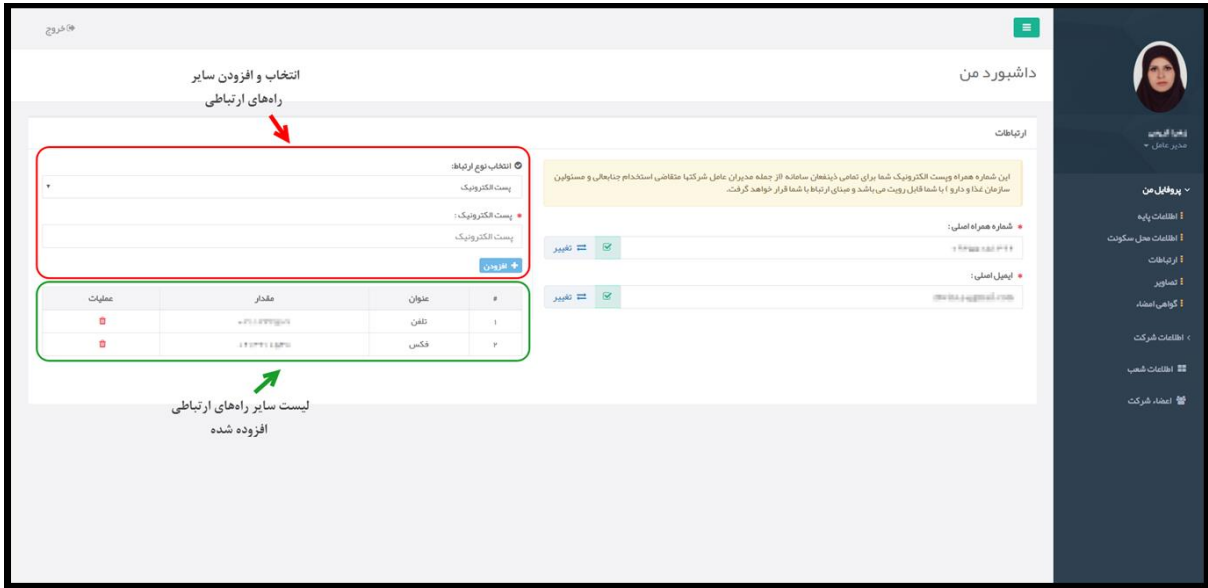 خروج
داشبورد من
انتخاب و افزودن سایر
راه‌های ارتباطی
مدیر عامل
پروفایل من
اطلاعات پایه
اطلاعات محل سکونت
ارتباطات
تصاویر
گواهی امضاء
اطلاعات شرکت
اطلاعات شعب
اعضاء شرکت
ارتباطات
این شماره همراه وپست الکترونیک شما برای تمامی ذینفعان سامانه (از جمله مدیران عامل شرکتها متقاضی استخدام جنابعالی و مسئولین
سازمان غذا و دارو ) با شما قابل رویت می باشد و مبنای ارتباط با شما قرار خواهد گرفت.
* شماره همراه اصلی :
تغییر
* ایمیل اصلی :
تغییر
انتخاب نوع ارتباط:
پست الکترونیک
* پست الکترونیک :
پست الکترونیک
+ افزودن
# عنوان مقدار عملیات
۱ تلفن
۲ فکس
لیست سایر راه‌های ارتباطی
افزوده شده